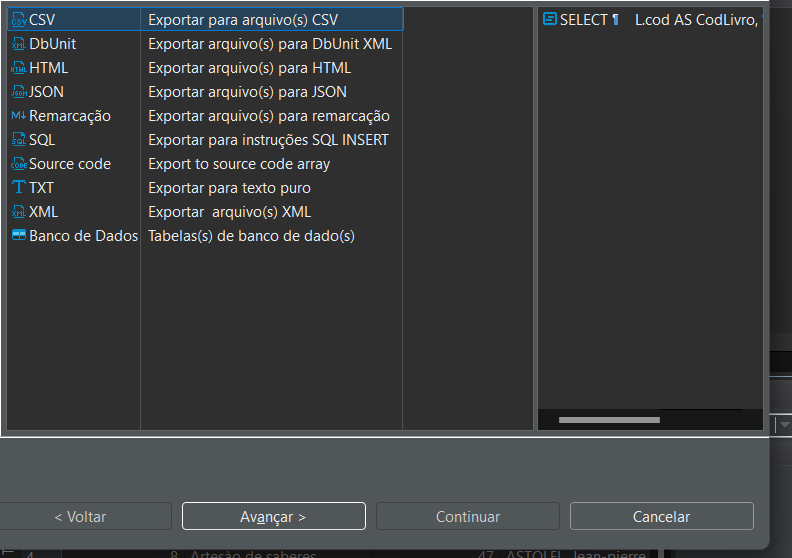 CSV Exportar para arquivo(s) CSV
DbUnit Exportar arquivo(s) para DbUnit XML
HTML Exportar arquivo(s) para HTML
JSON Exportar arquivo(s) para JSON
Remarcação Exportar arquivo(s) para remarcação
SQL Exportar para instruções SQL INSERT
Source code Export to source code array
TXT Exportar para texto puro
XML Exportar  arquivo(s) XML
Banco de Dados Tabelas(s) de banco de dado(s)
SELECT ¶ L.cod AS CodLivro,
< Voltar Avançar > Continuar Cancelar
4 8 Artesão de saberes 47 ASTOLFI, Jean-pierre